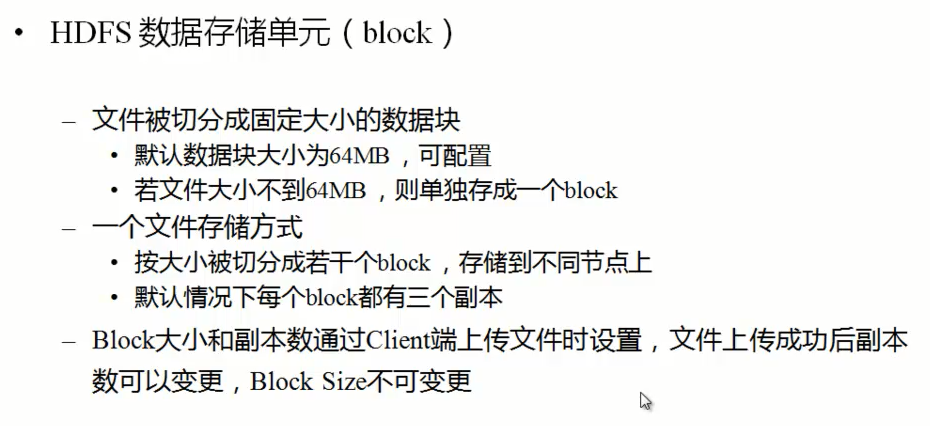 • HDFS 数据存储单元（block）
– 文件被切分成固定大小的数据块
• 默认数据块大小为64MB，可配置
• 若文件大小不到64MB，则单独存成一个block
– 一个文件存储方式
• 按大小被切分成若干个block，存储到不同节点上
• 默认情况下每个block都有三个副本
– Block大小和副本数通过Client端上传文件时设置，文件上传成功后副本
数可以变更，Block Size不可变更